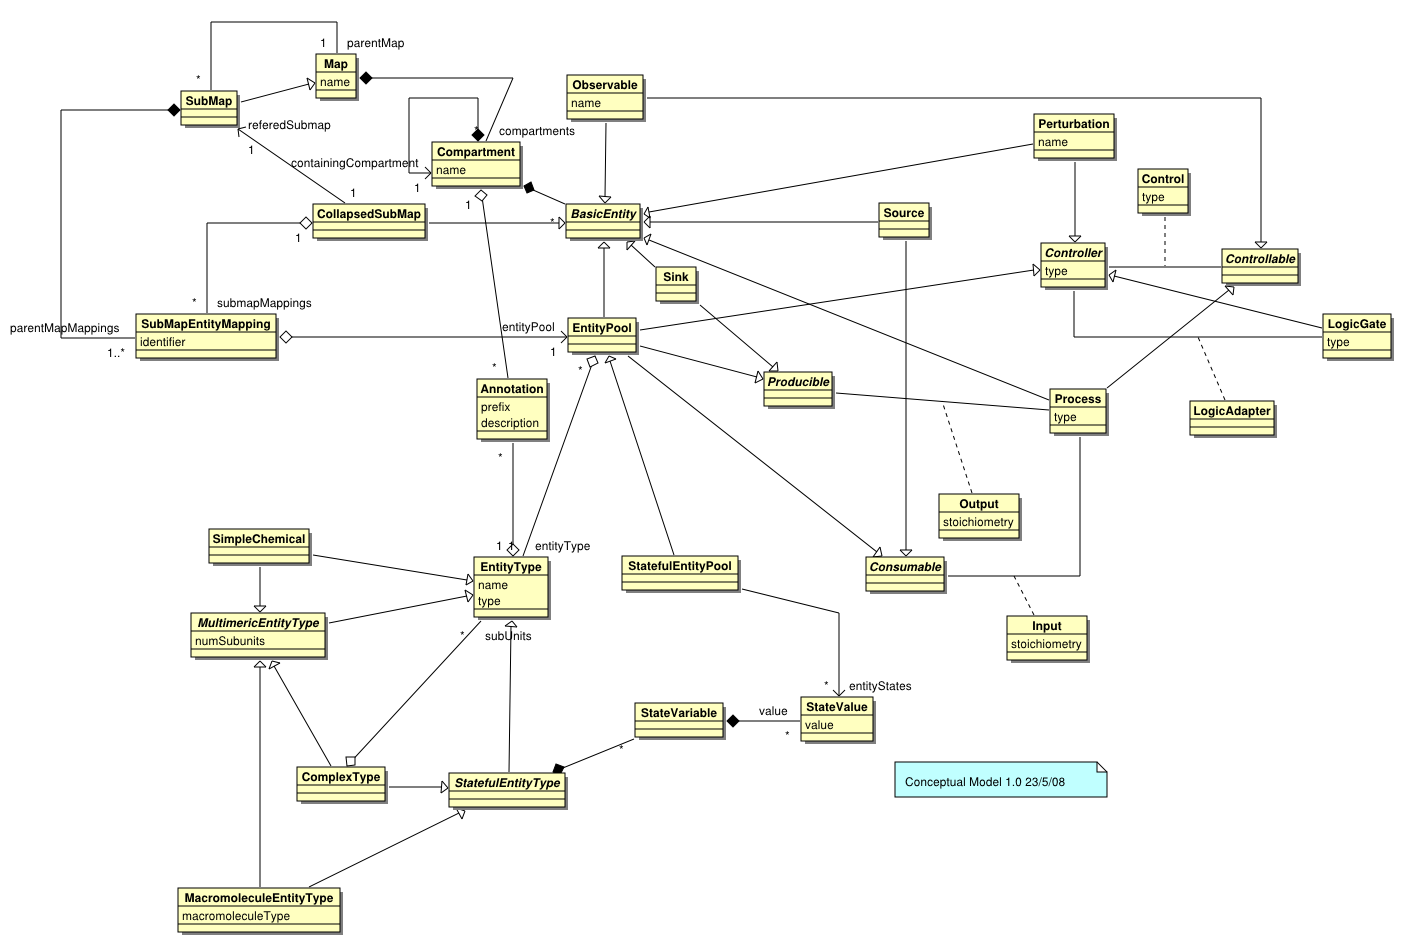 1
parentMap
Map
name
*
SubMap
Observable
name
referedSubmap
1
compartments
*
Compartment
name
containingCompartment
1
Perturbation
name
Control
type
1
CollapsedSubMap
1
1
*
BasicEntity
Source
Controller
type
Controllable
Sink
*
submapMappings
parentMapMappings
1..*
SubMapEntityMapping
identifier
entityPool
1
EntityPool
LogicGate
type
*
*
Producible
Annotation
prefix
description
Process
type
LogicAdapter
*
Output
stoichiometry
SimpleChemical
1
1
entityType
EntityType
name
type
StatefulEntityPool
Consumable
MultimericEntityType
numSubunits
*
subUnits
Input
stoichiometry
*
entityStates
StateVariable
value
*
StateValue
value
*
ComplexType
StatefulEntityType
Conceptual Model 1.0 23/5/08
MacromoleculeEntityType
macromoleculeType